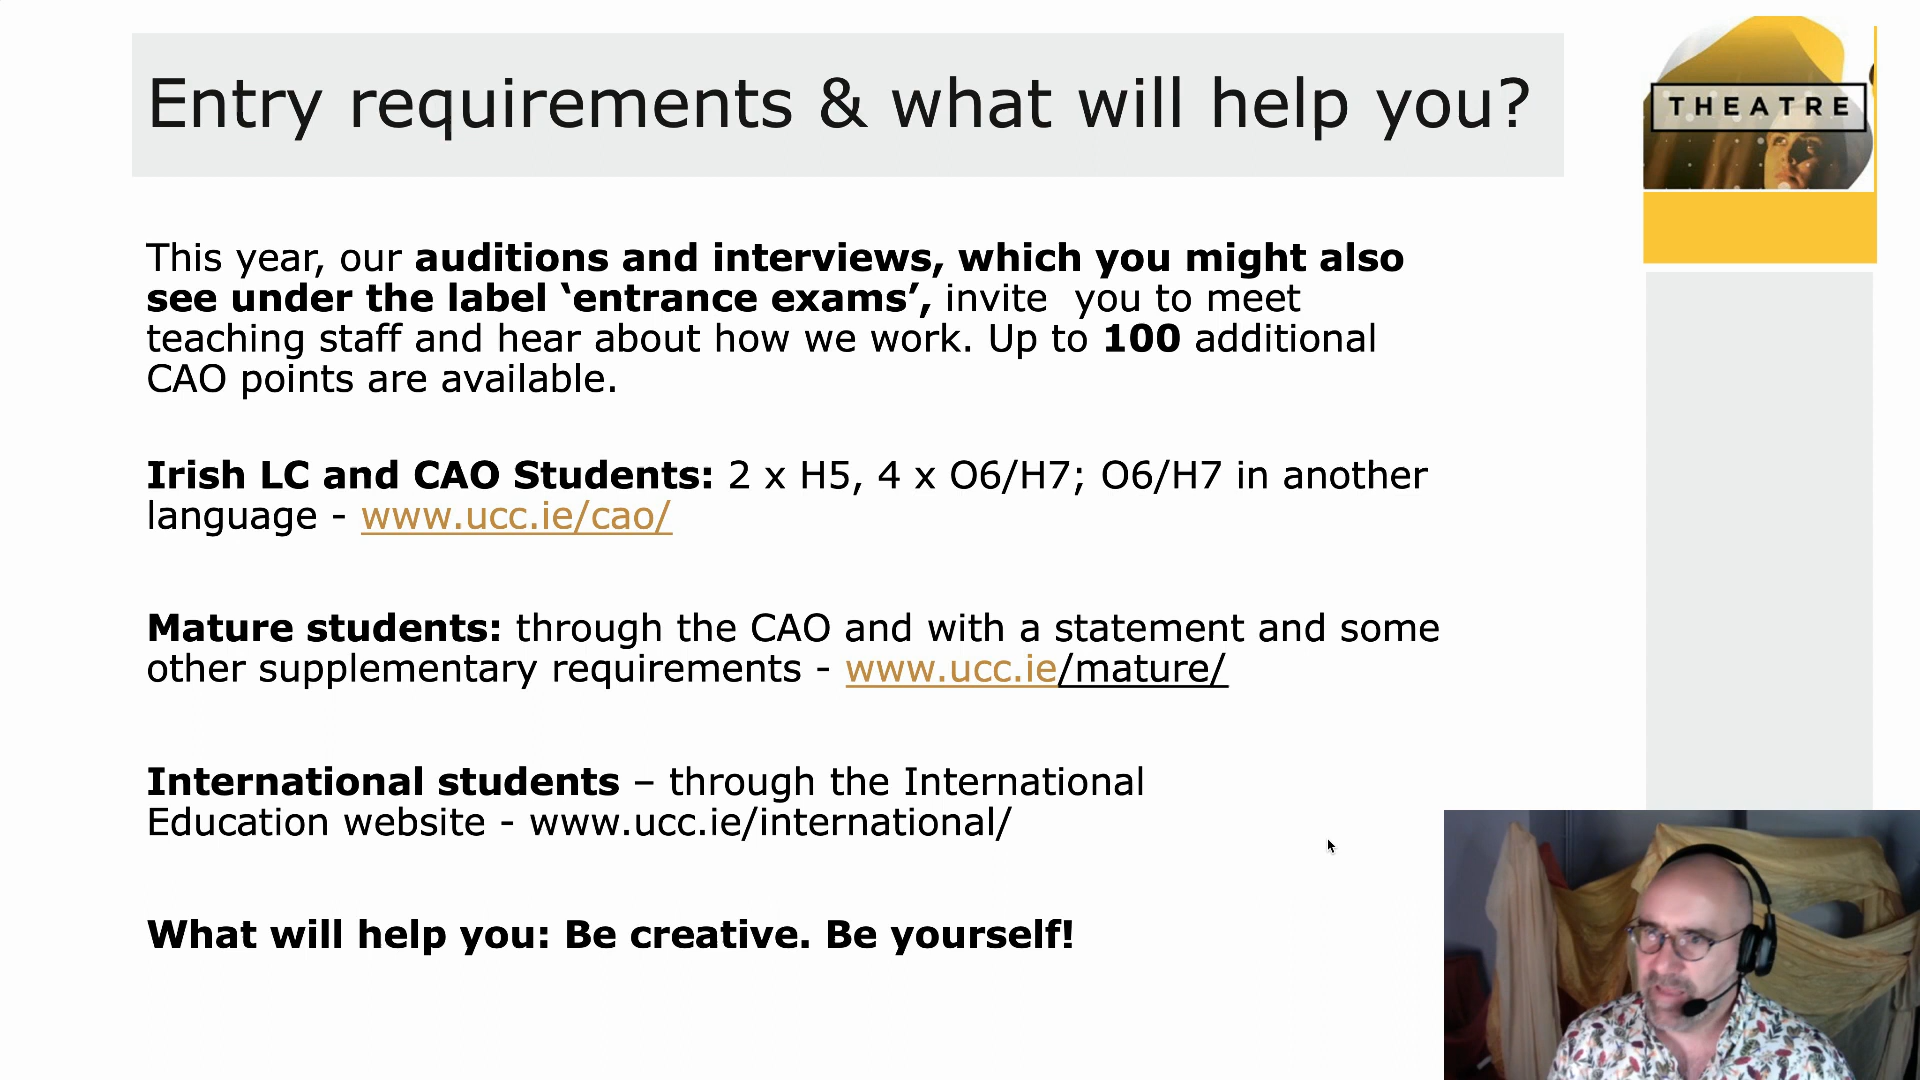 Entry requirements & what will help you?
THEATRE
This year, our auditions and interviews, which you might also
see under the label ‘entrance exams’, invite  you to meet
teaching staff and hear about how we work. Up to 100 additional
CAO points are available.
Irish LC and CAO Students: 2 x H5, 4 x O6/H7; O6/H7 in another
language - www.ucc.ie/cao/
Mature students: through the CAO and with a statement and some
other supplementary requirements - www.ucc.ie/mature/
International students – through the International
Education website - www.ucc.ie/international/
What will help you: Be creative. Be yourself!